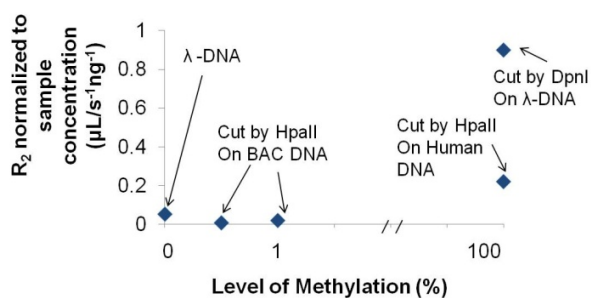 R₂ normalized to
sample
concentration
(µL/s⁻¹ng⁻¹)
1
0.8
0.6
0.4
0.2
0
λ-DNA
Cut by HpaII
On BAC DNA
Cut by DpnI
On λ-DNA
Cut by HpaII
On Human
DNA
0
1
100
Level of Methylation (%)